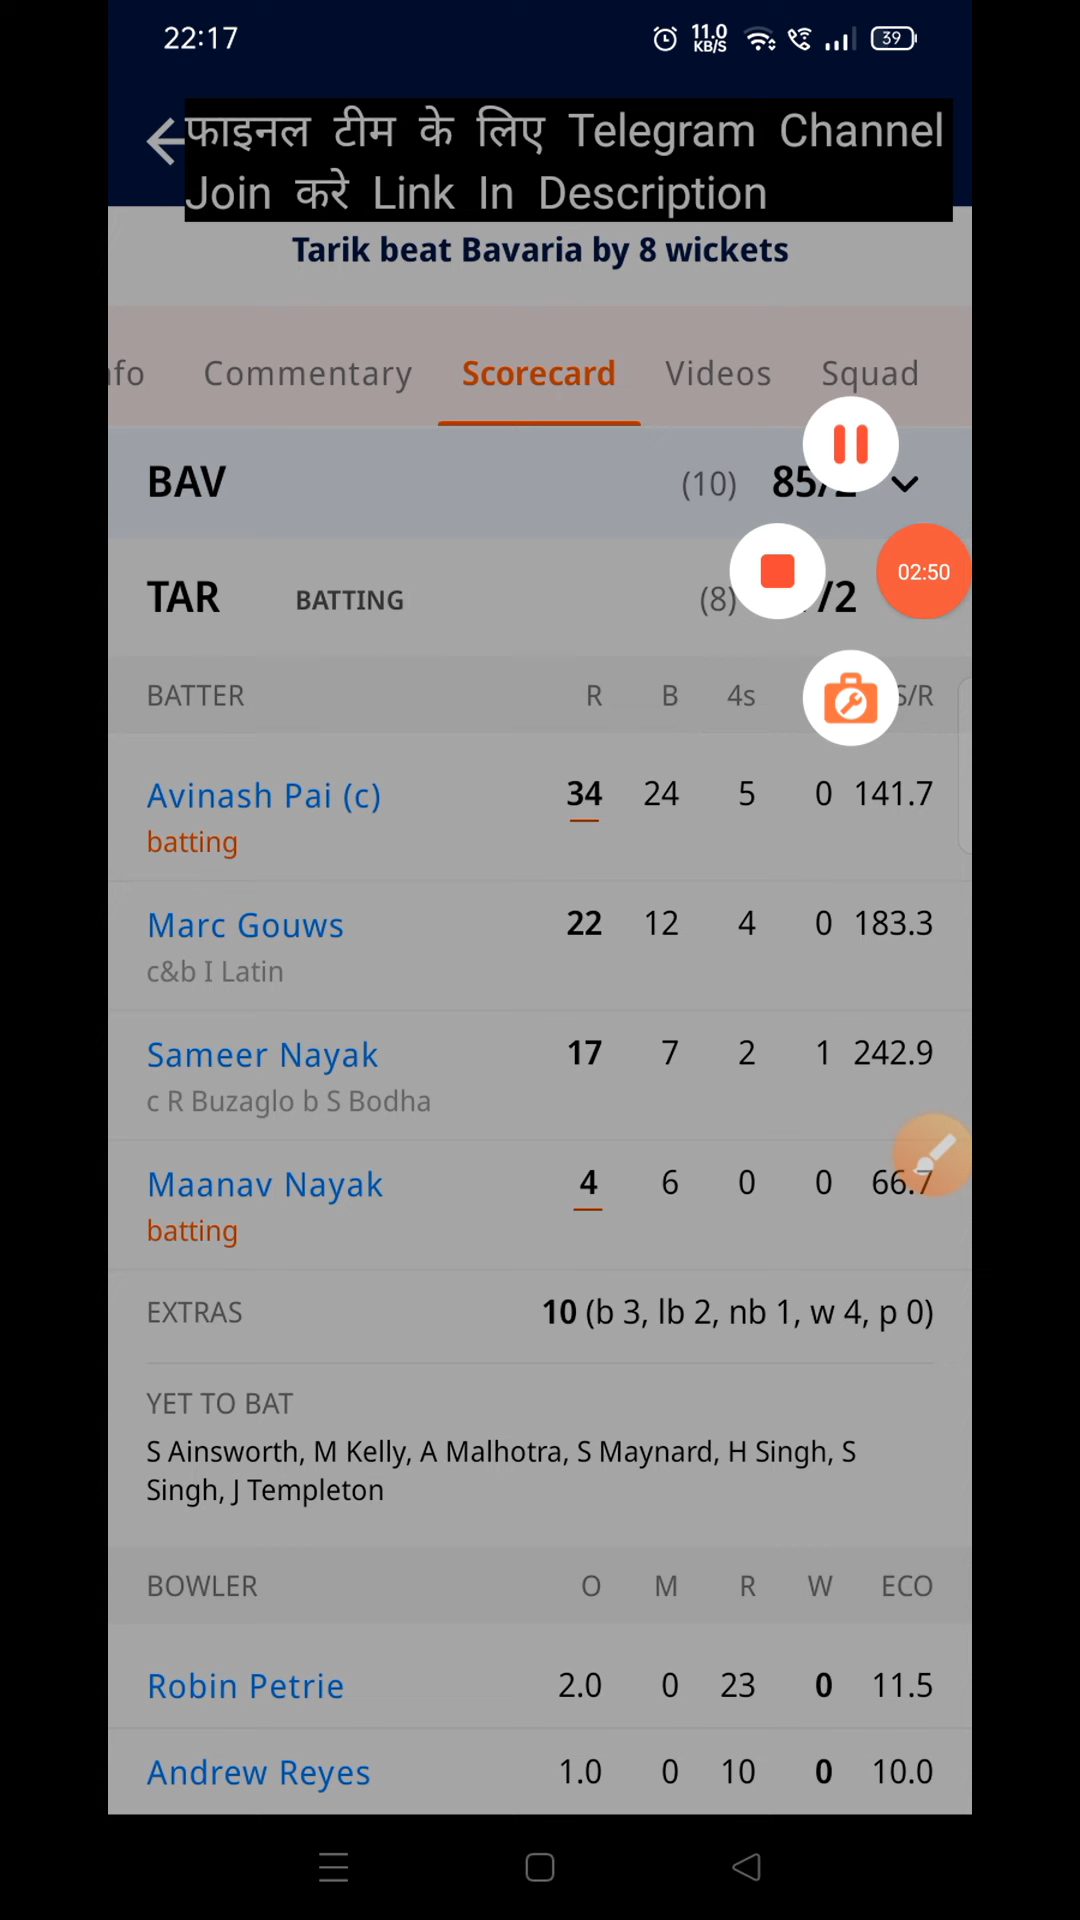 22:17
11.0
KB/S
39
फाइनल टीम के लिए Telegram Channel
Join करे Link In Description
Tarik beat Bavaria by 8 wickets
nfo Commentary Scorecard Videos Squad
BAV (10) 85/2
02:50
TAR BATTING (8) /2
BATTER R B 4s S/R
Avinash Pai (c) 34 24 5 0 141.7
batting
Marc Gouws 22 12 4 0 183.3
c&b I Latin
Sameer Nayak 17 7 2 1 242.9
c R Buzaglo b S Bodha
Maanav Nayak 4 6 0 0 66.7
batting
EXTRAS 10 (b 3, lb 2, nb 1, w 4, p 0)
YET TO BAT
S Ainsworth, M Kelly, A Malhotra, S Maynard, H Singh, S
Singh, J Templeton
BOWLER O M R W ECO
Robin Petrie 2.0 0 23 0 11.5
Andrew Reyes 1.0 0 10 0 10.0